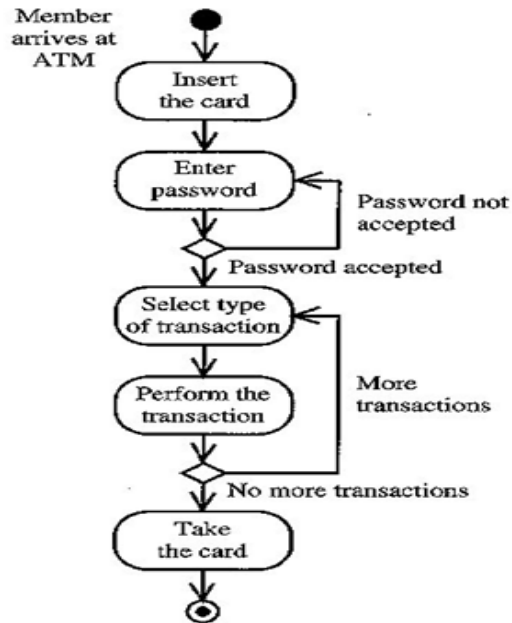 Member
arrives at
ATM
Insert
the card
Enter
password
Password not
accepted
Password accepted
Select type
of transaction
More
transactions
Perform the
transaction
No more transactions
Take
the card